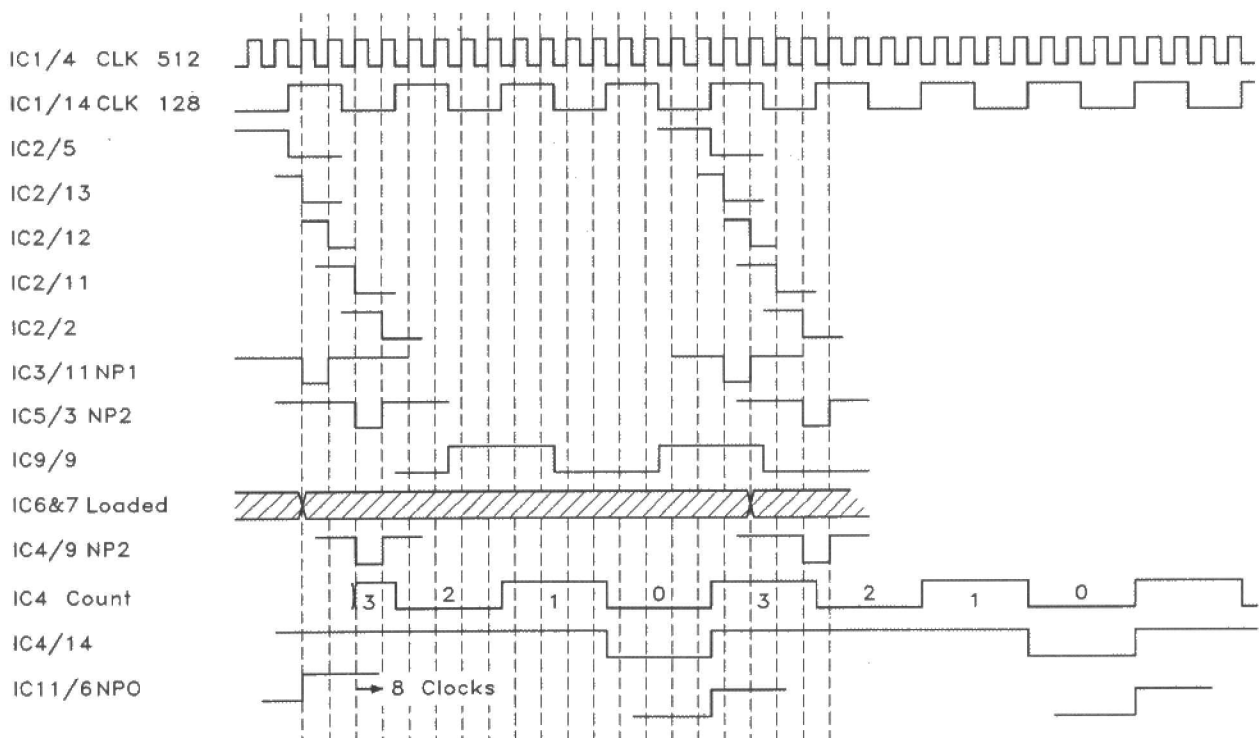 IC1/4 CLK 512
IC1/14 CLK 128
IC2/5
IC2/13
IC2/12
IC2/11
IC2/2
IC3/11 NP1
IC5/3 NP2
IC9/9
IC6&7 Loaded
IC4/9 NP2
IC4 Count 3 2 1 0 3 2 1 0
IC4/14
IC11/6 NPO 8 Clocks